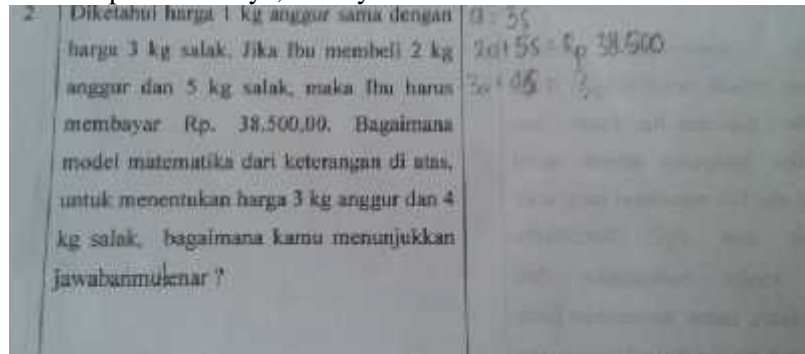 2 Diketahui harga 1 kg anggur sama dengan
harga 3 kg salak. Jika Ibu membeli 2 kg
anggur dan 5 kg salak, maka Ibu harus
membayar Rp. 38.500,00. Bagaimana
model matematika dari keterangan di atas,
untuk menentukan harga 3 kg anggur dan 4
kg salak, bagaimana kamu menunjukkan
jawabanmu enar ?
a = 3s
2a+5s = Rp 38.500